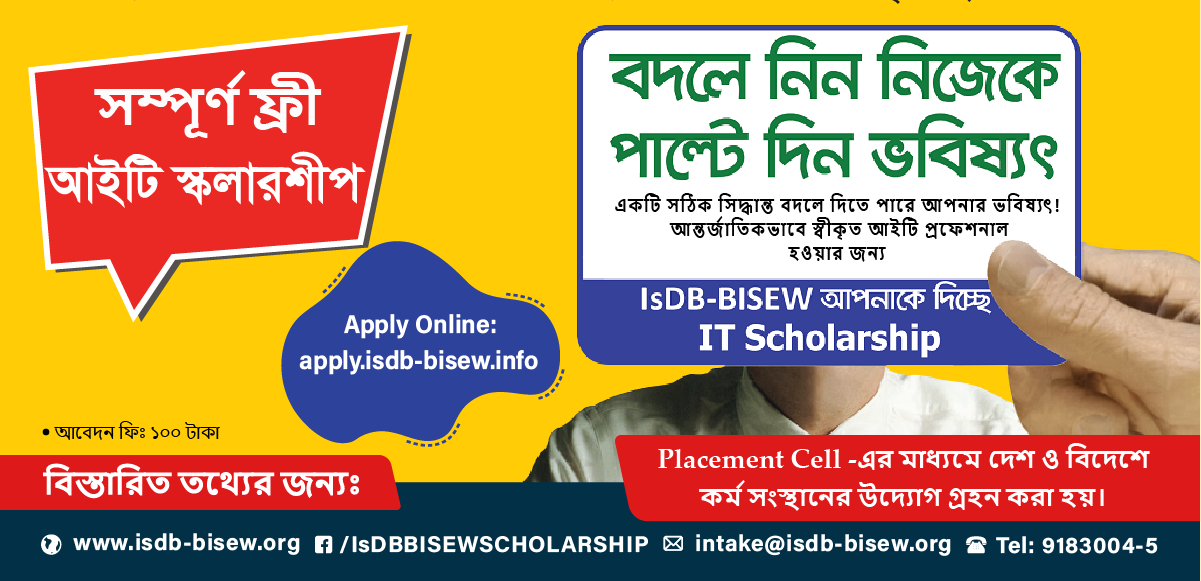 সম্পূর্ণ ফ্রী
আইটি স্কলারশীপ
বদলে নিন নিজেকে
পাল্টে দিন ভবিষ্যৎ
একটি সঠিক সিদ্ধান্ত বদলে দিতে পারে আপনার ভবিষ্যৎ!
আন্তর্জাতিকভাবে স্বীকৃত আইটি প্রফেশনাল
হওয়ার জন্য
IsDB-BISEW আপনাকে দিচ্ছে
IT Scholarship
Apply Online:
apply.isdb-bisew.info
• আবেদন ফিঃ ১০০ টাকা
বিস্তারিত তথ্যের জন্যঃ
Placement Cell -এর মাধ্যমে দেশ ও বিদেশে
কর্ম সংস্থানের উদ্যোগ গ্রহন করা হয়।
www.isdb-bisew.org /IsDBBISEWSCHOLARSHIP intake@isdb-bisew.org Tel: 9183004-5